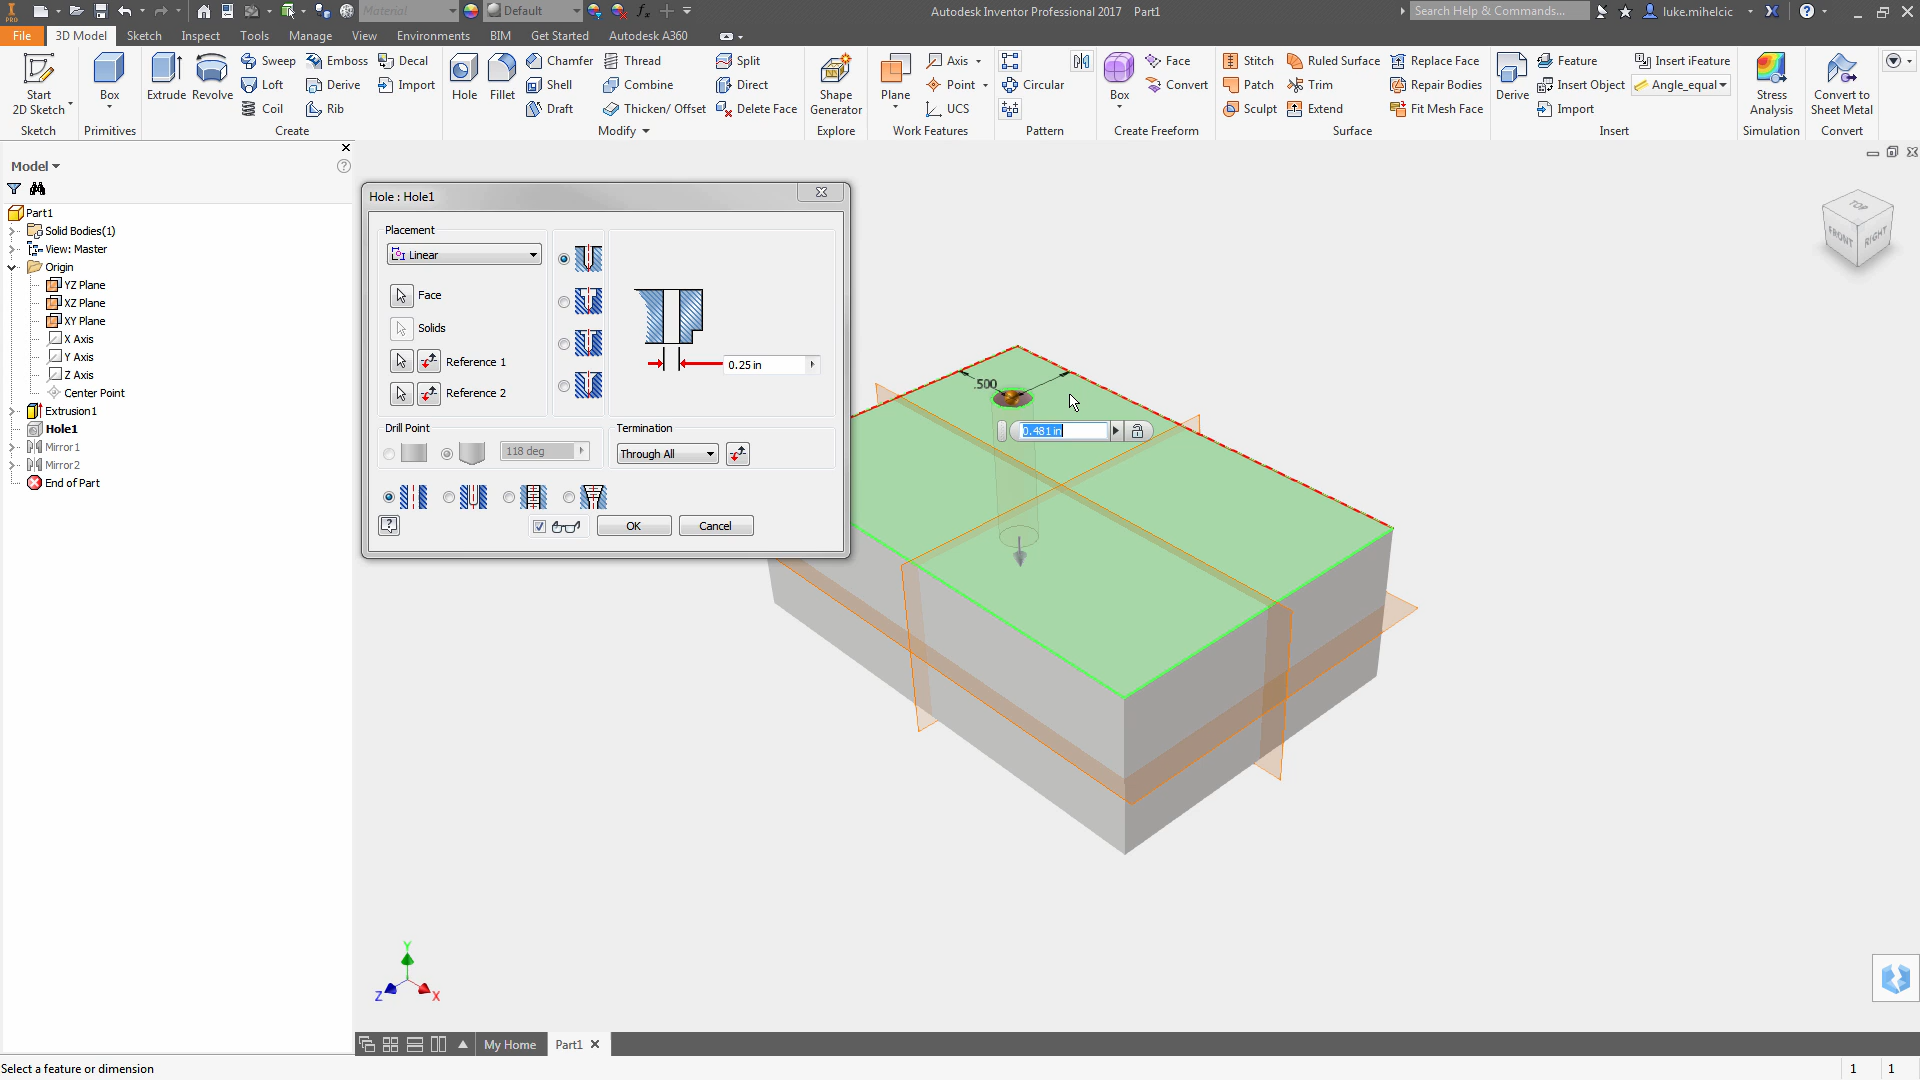 PRO
Material
Default
fx
Autodesk Inventor Professional 2017 Part1
Search Help & Commands...
luke.mihelcic
File
3D Model
Sketch
Inspect
Tools
Manage
View
Environments
BIM
Get Started
Autodesk A360
Start
2D Sketch
Sketch
Box
Primitives
Extrude
Revolve
Sweep
Loft
Coil
Emboss
Derive
Rib
Decal
Import
Create
Hole
Fillet
Chamfer
Shell
Draft
Thread
Combine
Thicken/ Offset
Split
Direct
Delete Face
Modify
Shape
Generator
Explore
Plane
Axis
Point
UCS
Work Features
Circular
Pattern
Box
Face
Convert
Create Freeform
Stitch
Patch
Sculpt
Ruled Surface
Trim
Extend
Replace Face
Repair Bodies
Fit Mesh Face
Surface
Derive
Feature
Insert Object
Import
Insert iFeature
Angle_equal
Insert
Stress
Analysis
Simulation
Convert to
Sheet Metal
Convert
Model
Part1
Solid Bodies(1)
View: Master
Origin
YZ Plane
XZ Plane
XY Plane
X Axis
Y Axis
Z Axis
Center Point
Extrusion1
Hole1
Mirror1
Mirror2
End of Part
Hole : Hole1
Placement
Linear
Face
Solids
Reference 1
Reference 2
0.25 in
Drill Point
118 deg
Termination
Through All
OK
Cancel
.500
0.481 in
TOP
FRONT
RIGHT
Y
Z
X
My Home
Part1
Select a feature or dimension
1
1